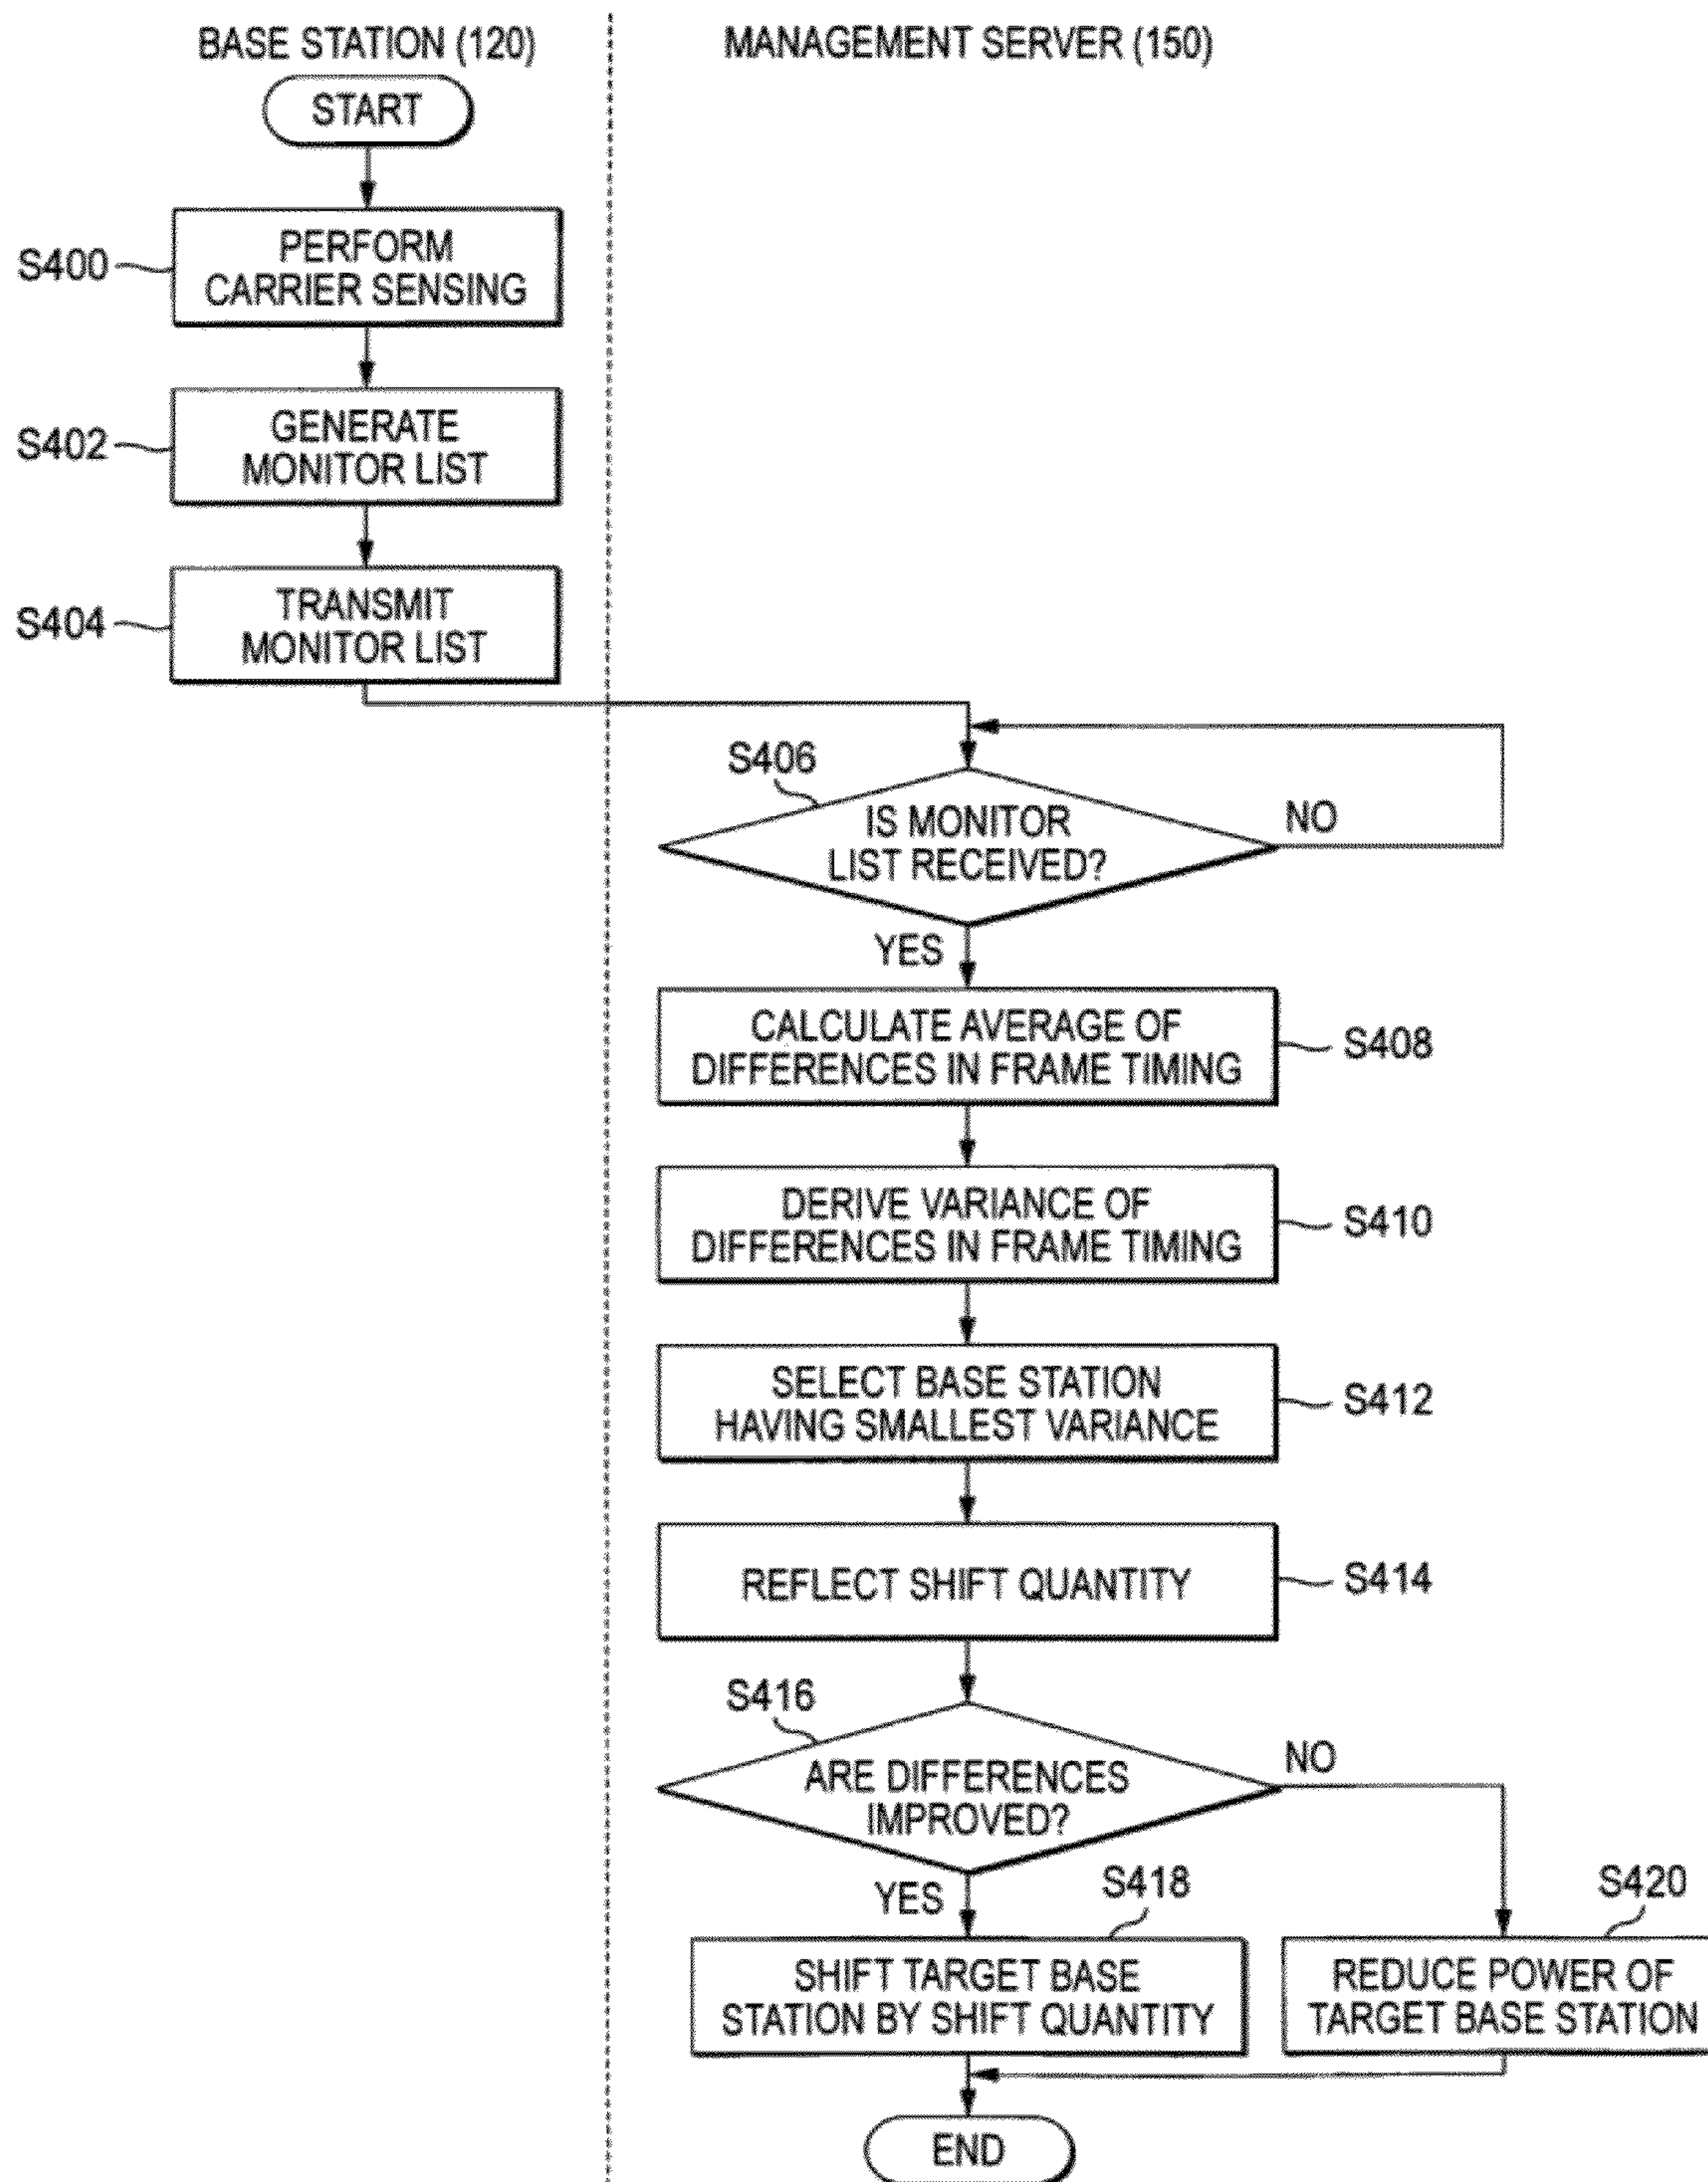 BASE STATION (120)
MANAGEMENT SERVER (150)
START
S400
PERFORM
CARRIER SENSING
S402
GENERATE
MONITOR LIST
S404
TRANSMIT
MONITOR LIST
S406
IS MONITOR
LIST RECEIVED?
NO
YES
CALCULATE AVERAGE OF
DIFFERENCES IN FRAME TIMING
S408
DERIVE VARIANCE OF
DIFFERENCES IN FRAME TIMING
S410
SELECT BASE STATION
HAVING SMALLEST VARIANCE
S412
REFLECT SHIFT QUANTITY
S414
S416
ARE DIFFERENCES
IMPROVED?
NO
YES
S418
SHIFT TARGET BASE
STATION BY SHIFT QUANTITY
S420
REDUCE POWER OF
TARGET BASE STATION
END